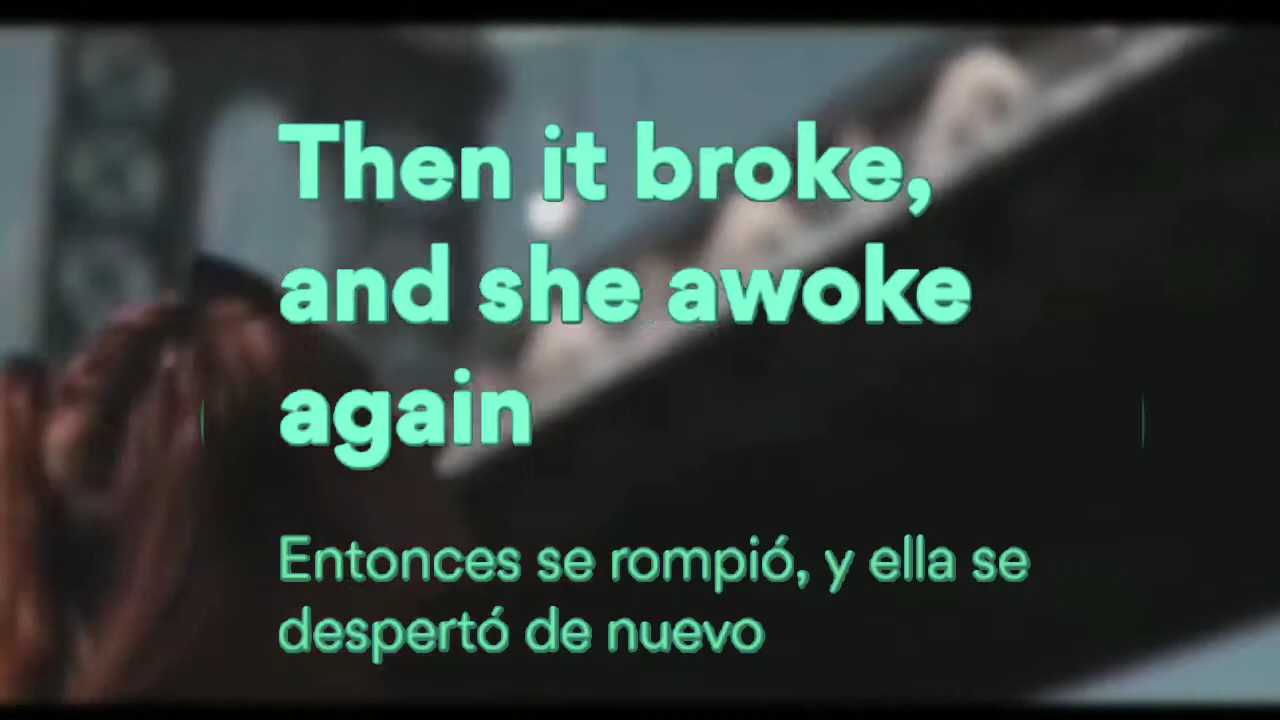 Then it broke,
and she awoke
again
Entonces se rompió, y ella se
despertó de nuevo